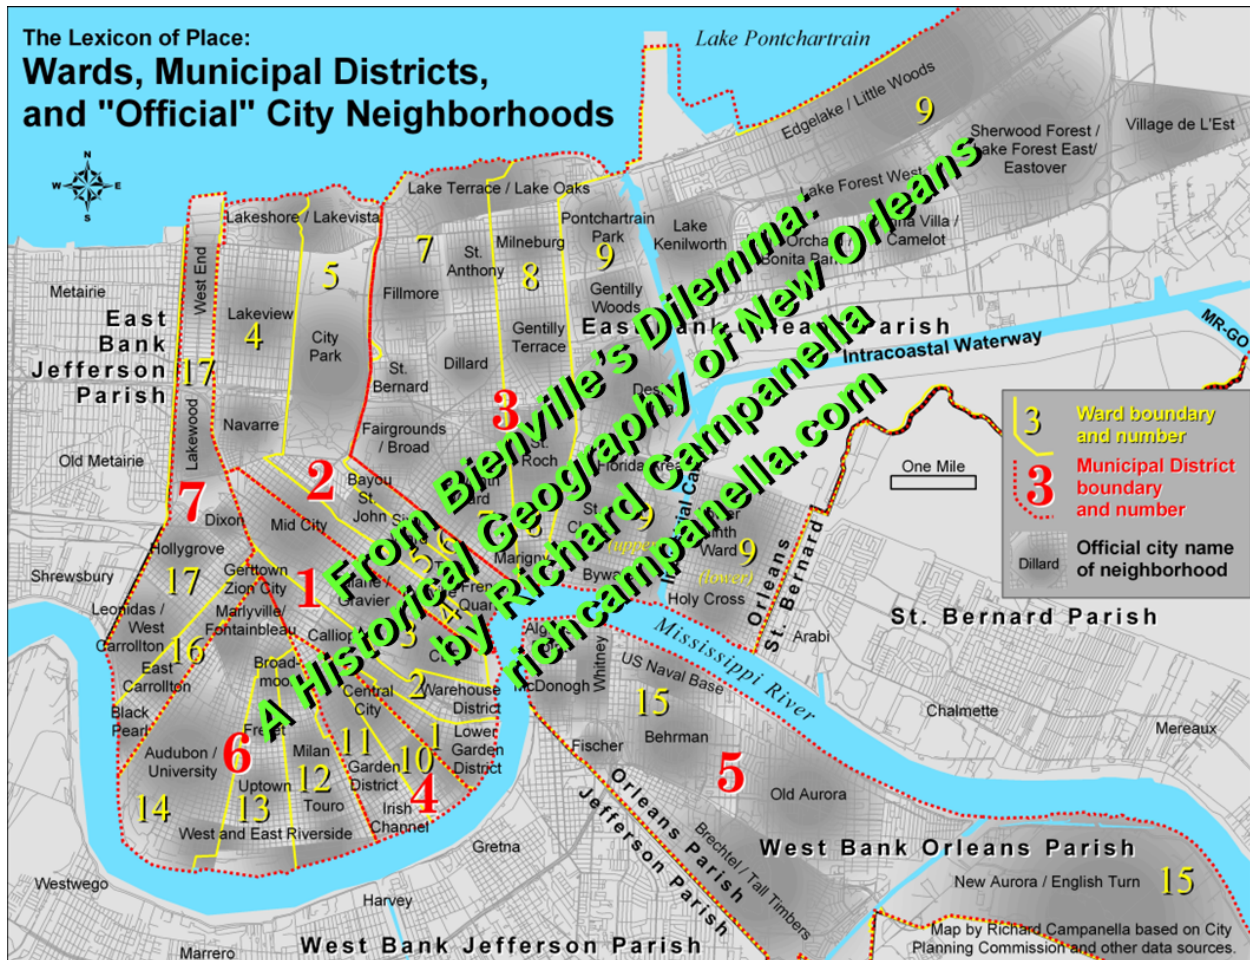 The Lexicon of Place:
Wards, Municipal Districts,
and "Official" City Neighborhoods
Lake Pontchartrain
N
W
E
S
Edgelake / Little Woods
9
Sherwood Forest /
Lake Forest East/
Eastover
Village de L'Est
Lake Terrace / Lake Oaks
Lake Forest West
Lakeshore / Lakevista
Pontchartrain
Park
Lake
Kenilworth
Camelot
7
St.
Anthony
Milneburg
8
9
5
West End
Metairie
Fillmore
Gentilly
Woods
East
Bank
Jefferson
Parish
Lakeview
4
City
Park
Gentilly
Terrace
East Bank Orleans Parish
MR-GO
Intracoastal Waterway
17
St.
Bernard
Dillard
3
Lakewood
Navarre
Fairgrounds
/ Broad
Old Metairie
St.
Roch
One Mile
3
Ward boundary
and number
3
Municipal District
boundary
and number
Dillard
Official city name
of neighborhood
2
7
Bayou
St.
John
Dixon
Mid City
Hollygrove
Marigny
9
9
(lower)
Holy Cross
Orleans
St. Bernard
Shrewsbury
17
Gerttown
Zion City
1
Leonidas /
West
Carrollton
Marlyville/
Fontainbleau
16
East
Carrollton
St. Bernard Parish
Arabi
Mississippi River
Whitney
McDonogh
US Naval Base
15
Central
City
2
Warehouse
District
Black
Pearl
Audubon /
University
6
Milan
11
10
1
Lower
Garden
District
Garden
District
Uptown
12
Touro
14
13
4
Irish
Channel
West and East Riverside
Fischer
Behrman
5
Old Aurora
Chalmette
Mereaux
Orleans Parish
Jefferson Parish
Gretna
Brechtel / Tall Timbers
West Bank Orleans Parish
New Aurora / English Turn
15
Westwego
Harvey
Marrero
West Bank Jefferson Parish
Map by Richard Campanella based on City
Planning Commission and other data sources.
From Bienville's Dilemma:
A Historical Geography of New Orleans
by Richard Campanella
richcampanella.com